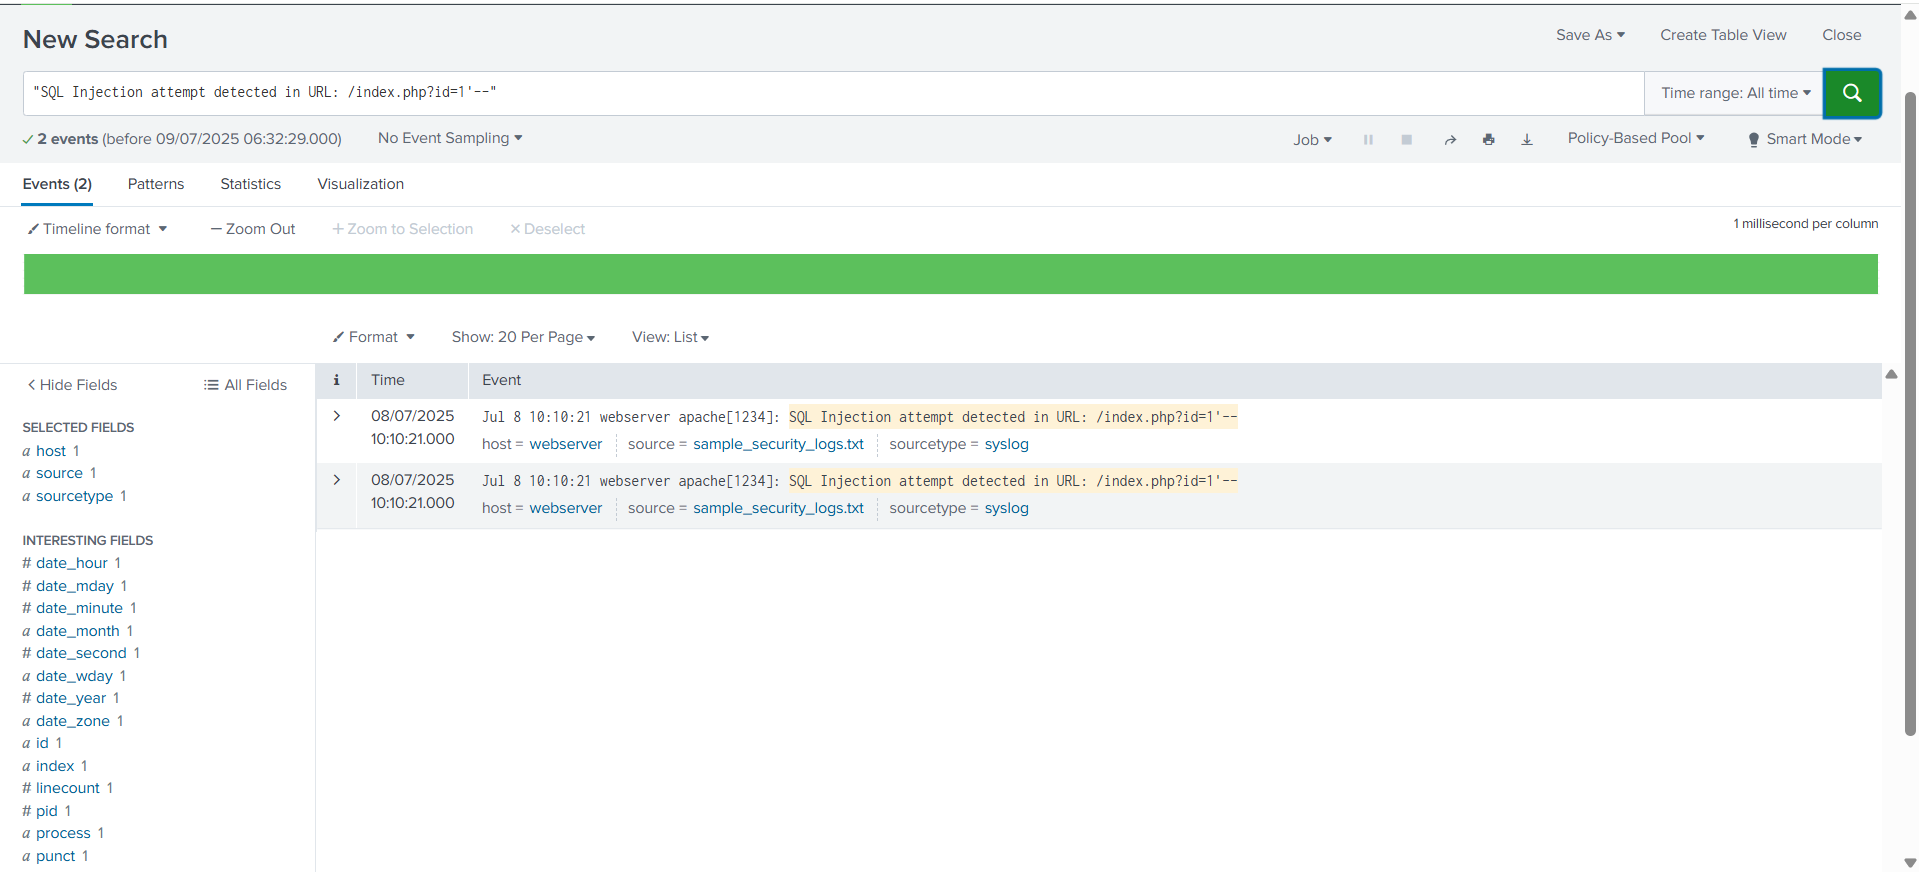 New Search
Save As
Create Table View
Close
"SQL Injection attempt detected in URL: /index.php?id=1'--"
Time range: All time
2 events (before 09/07/2025 06:32:29.000)
No Event Sampling
Job
Policy-Based Pool
Smart Mode
Events (2)
Patterns
Statistics
Visualization
Timeline format
— Zoom Out
+ Zoom to Selection
× Deselect
1 millisecond per column
Format
Show: 20 Per Page
View: List
< Hide Fields
All Fields
i
Time
Event
SELECTED FIELDS
a host 1
a source 1
a sourcetype 1
INTERESTING FIELDS
# date_hour 1
# date_mday 1
# date_minute 1
a date_month 1
# date_second 1
a date_wday 1
# date_year 1
a date_zone 1
a id 1
a index 1
# linecount 1
# pid 1
a process 1
a punct 1
> 08/07/2025
10:10:21.000
Jul 8 10:10:21 webserver apache[1234]: SQL Injection attempt detected in URL: /index.php?id=1'--
host = webserver source = sample_security_logs.txt sourcetype = syslog
> 08/07/2025
10:10:21.000
Jul 8 10:10:21 webserver apache[1234]: SQL Injection attempt detected in URL: /index.php?id=1'--
host = webserver source = sample_security_logs.txt sourcetype = syslog